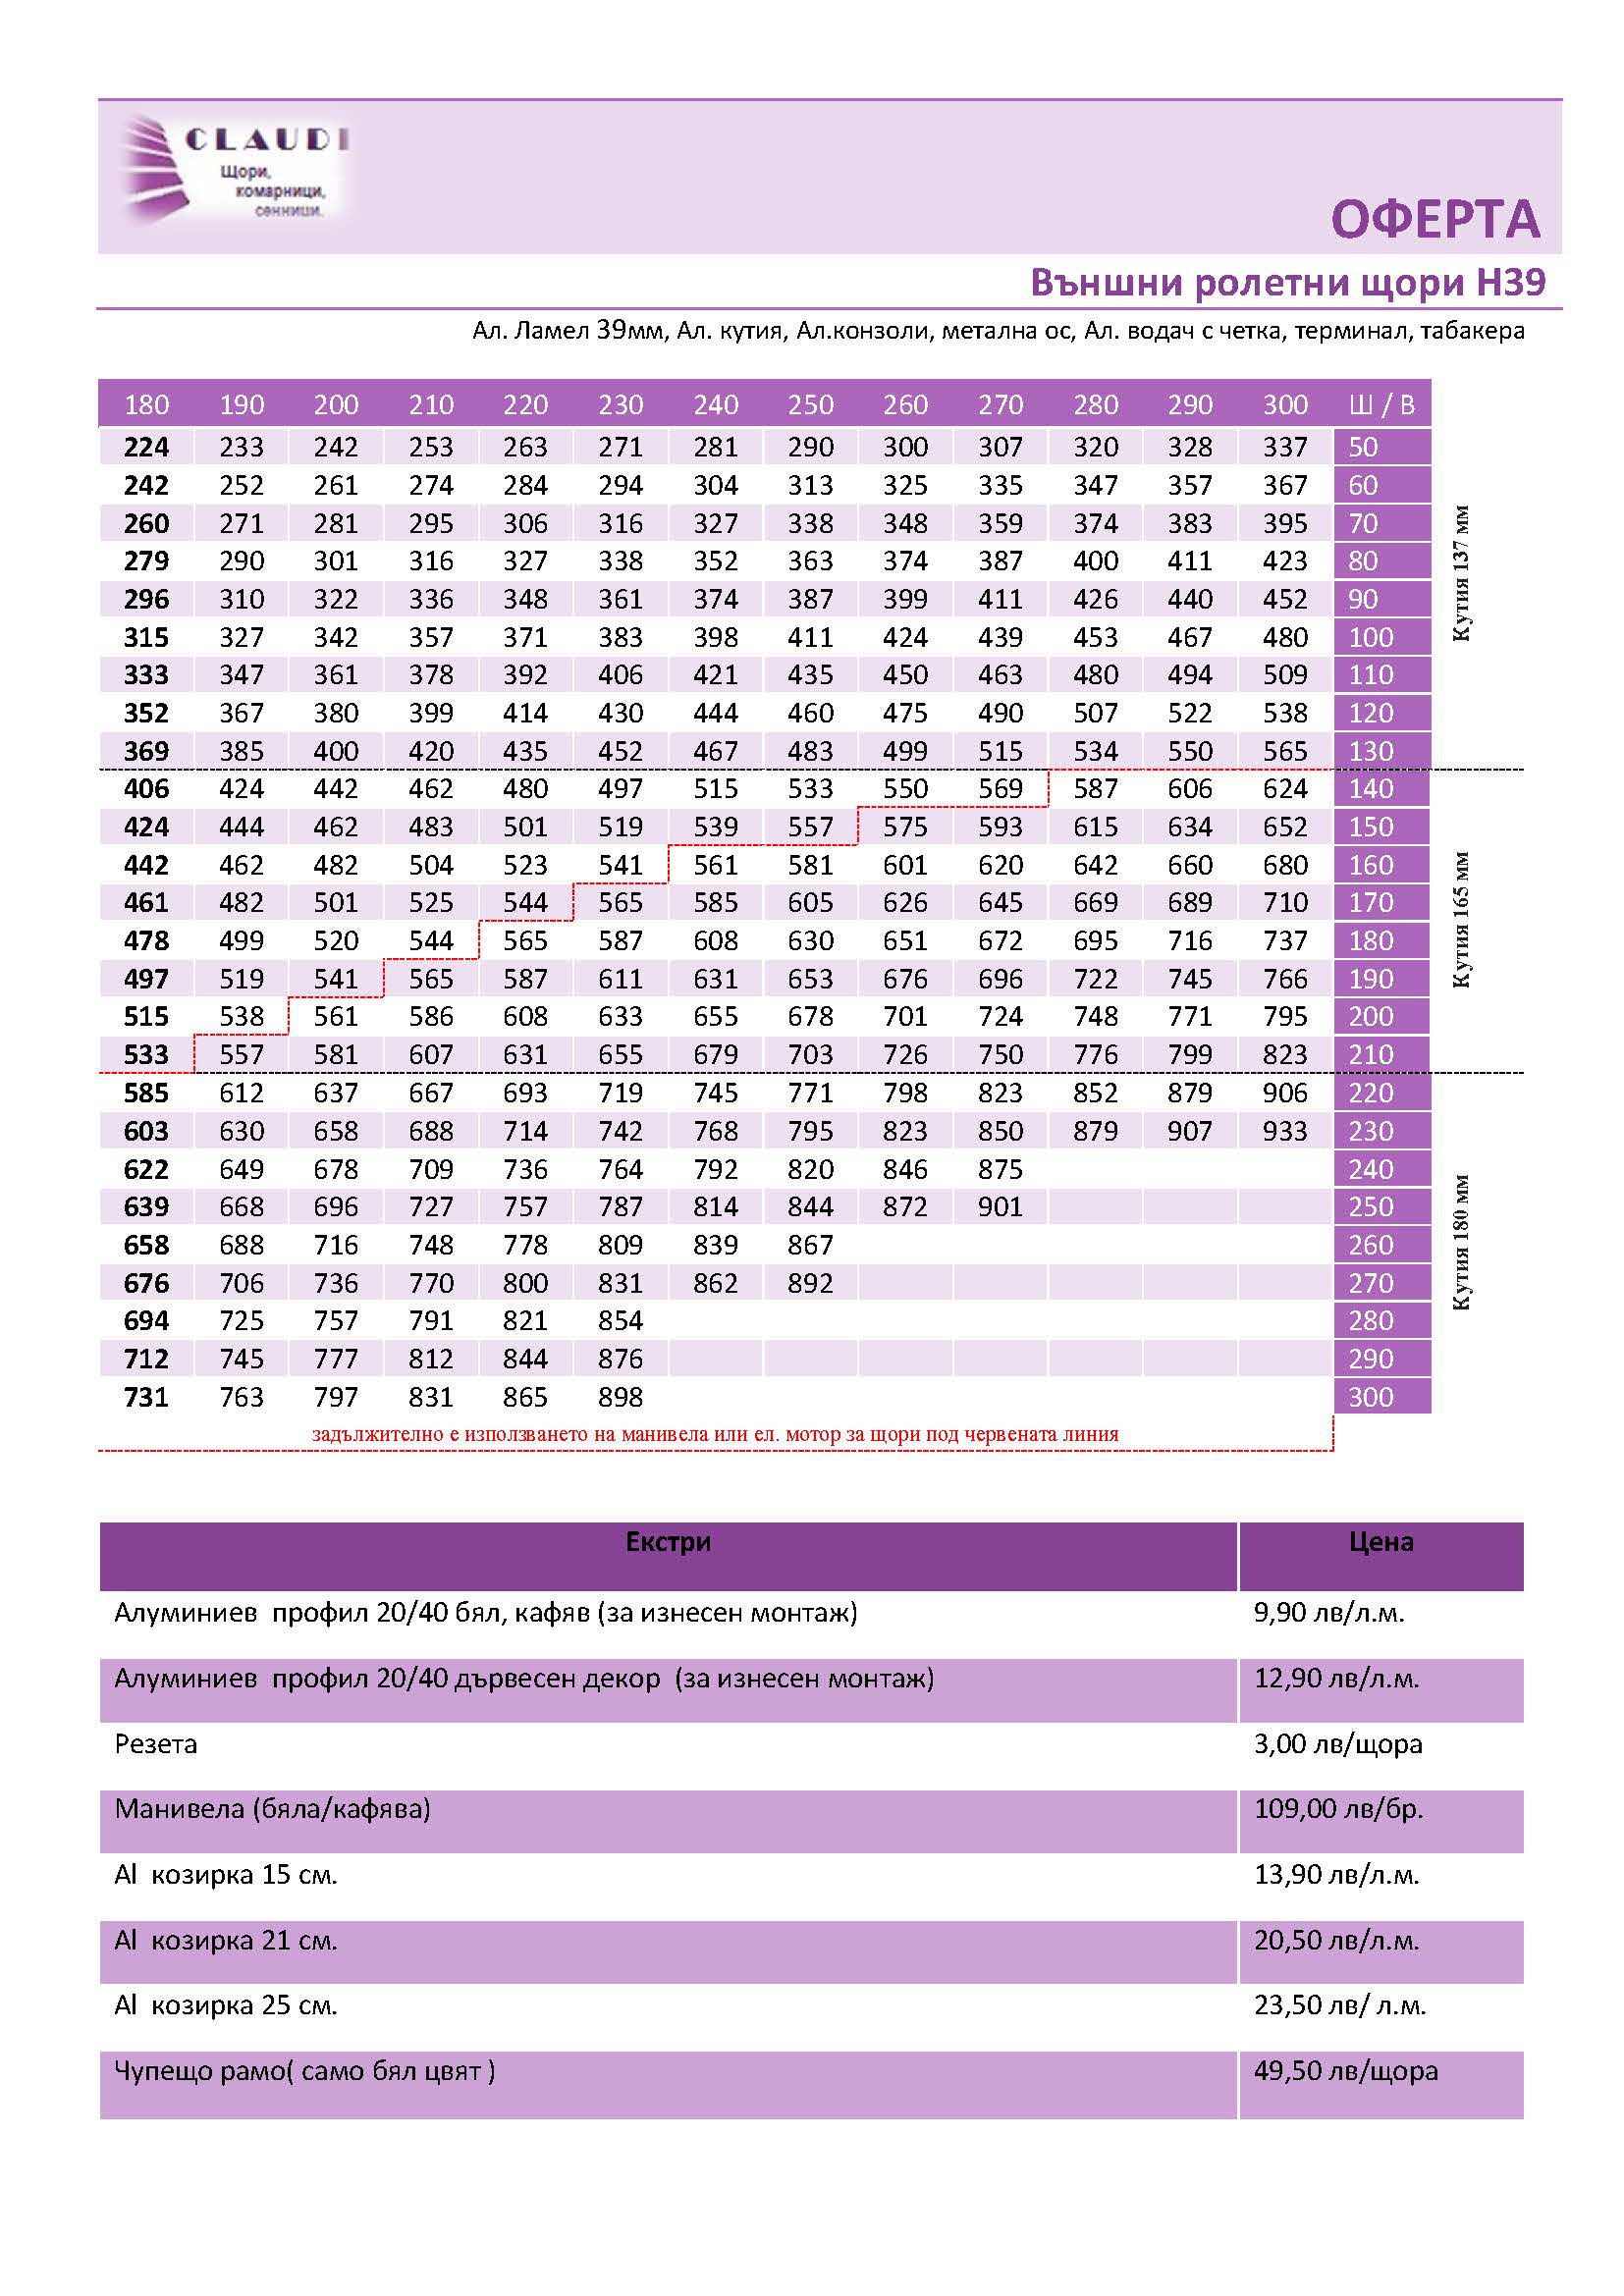 CLAUDI
Щори,
комарници,
сенници.
ОФЕРТА
Външни ролетни щори Н39
Ал. Ламел 39мм, Ал. кутия, Ал.конзоли, метална ос, Ал. водач с четка, терминал, табакера
180 190 200 210 220 230 240 250 260 270 280 290 300 Ш / В
224 233 242 253 263 271 281 290 300 307 320 328 337 50
242 252 261 274 284 294 304 313 325 335 347 357 367 60
260 271 281 295 306 316 327 338 348 359 374 383 395 70
279 290 301 316 327 338 352 363 374 387 400 411 423 80
296 310 322 336 348 361 374 387 399 411 426 440 452 90
315 327 342 357 371 383 398 411 424 439 453 467 480 100
333 347 361 378 392 406 421 435 450 463 480 494 509 110
352 367 380 399 414 430 444 460 475 490 507 522 538 120
369 385 400 420 435 452 467 483 499 515 534 550 565 130
Кутия 137 мм
406 424 442 462 480 497 515 533 550 569 587 606 624 140
424 444 462 483 501 519 539 557 575 593 615 634 652 150
442 462 482 504 523 541 561 581 601 620 642 660 680 160
461 482 501 525 544 565 585 605 626 645 669 689 710 170
478 499 520 544 565 587 608 630 651 672 695 716 737 180
497 519 541 565 587 611 631 653 676 696 722 745 766 190
515 538 561 586 608 633 655 678 701 724 748 771 795 200
533 557 581 607 631 655 679 703 726 750 776 799 823 210
Кутия 165 мм
585 612 637 667 693 719 745 771 798 823 852 879 906 220
603 630 658 688 714 742 768 795 823 850 879 907 933 230
622 649 678 709 736 764 792 820 846 875 240
639 668 696 727 757 787 814 844 872 901 250
658 688 716 748 778 809 839 867 260
676 706 736 770 800 831 862 892 270
694 725 757 791 821 854 280
712 745 777 812 844 876 290
731 763 797 831 865 898 300
Кутия 180 мм
задължително е използването на манивела или ел. мотор за щори под червената линия
Екстри Цена
Алуминиев профил 20/40 бял, кафяв (за изнесен монтаж) 9,90 лв/л.м.
Алуминиев профил 20/40 дървесен декор (за изнесен монтаж) 12,90 лв/л.м.
Резета 3,00 лв/щора
Манивела (бяла/кафява) 109,00 лв/бр.
Al козирка 15 см. 13,90 лв/л.м.
Al козирка 21 см. 20,50 лв/л.м.
Al козирка 25 см. 23,50 лв/ л.м.
Чупещо рамо( само бял цвят ) 49,50 лв/щора